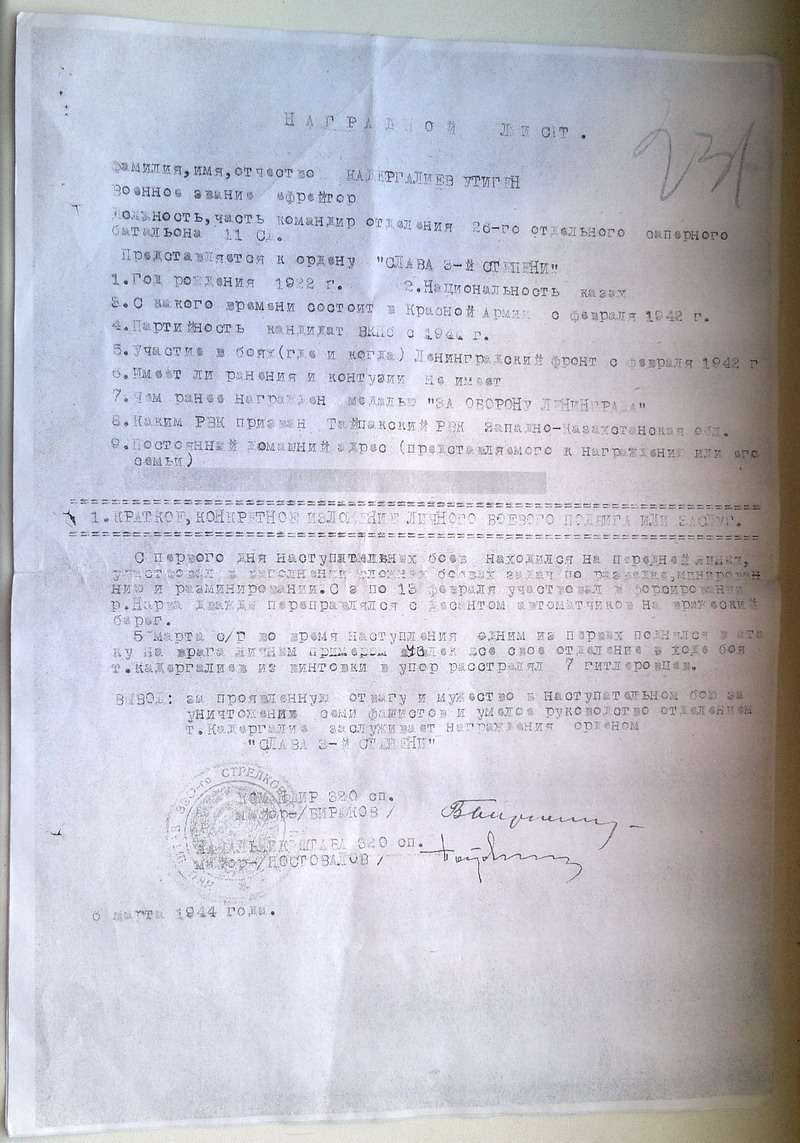 НАГРАДНОЙ ЛИСТ.
231
Фамилия,имя,отчество КАДЕРГАЛИЕВ УТИГЕН
Военное звание ефрейтор
Должность,часть командир отделения 26-го отдельного саперного
батальона 11 СД.
Представляется к ордену "СЛАВА 3-Й СТЕПЕНИ"
1.Год рождения 1922 г. 2.Национальность казах
3.С какого времени состоит в Красной Армии с февраля 1942 г.
4.Партийность кандидат ВКПб с г.
5.Участие в боях(где и когда) Ленинградский фронт с февраля 1942 г
6.Имеет ли ранения и контузии не имеет
7.Чем ранее награжден медалью "ЗА ОБОРОНУ ЛЕНИНГРАДА"
8.Каким РВК призван Тайпакский РВК Западно-Казахстанская обл.
9.Постоянный домашний адрес (представляемого к награждению или его
семьи)
1.КРАТКОЕ,КОНКРЕТНОЕ ИЗЛОЖЕНИЕ ЛИЧНОГО БОЕВОГО ПОДВИГА ИЛИ ЗАСЛУГ.
С первого дня наступательных боев находился на передней линии,
участвовал в выполнении сложных боевых задач по разведке,минирован
нию и разминированию.С 2 по 13 февраля участвовал в форсировании
р.Нарва дважды переправлялся с десантом автоматчиков на вражеский
берег.
5 марта с/г во время наступления одним из первых поднялся в ата
ку на врага личным примером увлек все свое отделение в ходе боя
т.Кадергалиев из винтовки в упор расстрелял 7 гитлеровцев.
ВЫВОД: за проявленную отвагу и мужество в наступательном бою за
уничтожение семи фашистов и умелое руководство отделением
т.Кадергалие заслуживает награждения орденом
"СЛАВА 3-Й СТЕПЕНИ"
КОМАНДИР 320 сп.
майор-/БИРЮКОВ/
НАЧАЛЬНИК ШТАБА 320 сп.
майор-/ПОСТОВАЛОВ/
320-го СТРЕЛКОВ
6 марта 1944 года.